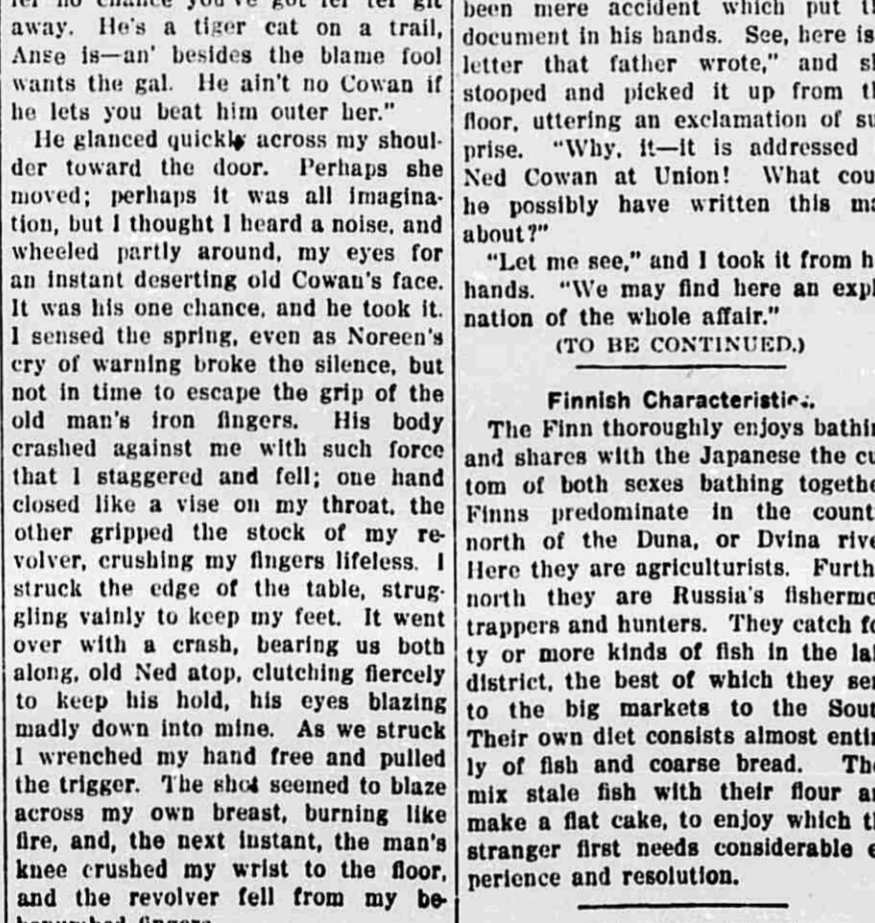 away. He's a tiger cat on a trail,
Anse is—an' besides the blame fool
wants the gal. He ain't no Cowan if
he lets you beat him outer her."
He glanced quickly across my shoul-
der toward the door. Perhaps she
moved; perhaps it was all imagina-
tion, but I thought I heard a noise, and
wheeled partly around, my eyes for
an instant deserting old Cowan's face.
It was his one chance, and he took it.
I sensed the spring, even as Noreen's
cry of warning broke the silence, but
not in time to escape the grip of the
old man's iron fingers. His body
crashed against me with such force
that I staggered and fell; one hand
closed like a vise on my throat, the
other gripped the stock of my re-
volver, crushing my fingers lifeless. I
struck the edge of the table, strug-
gling vainly to keep my feet. It went
over with a crash, bearing us both
along, old Ned atop, clutching fiercely
to keep his hold, his eyes blazing
madly down into mine. As we struck
I wrenched my hand free and pulled
the trigger. The shot seemed to blaze
across my own breast, burning like
fire, and, the next instant, the man's
knee crushed my wrist to the floor,
and the revolver fell from my be-
been mere accident which put
document in his hands. See, here is
letter that father wrote," and
stooped and picked it up from
floor, uttering an exclamation of
prise. "Why, it—it is addressed
Ned Cowan at Union! What
he possibly have written this
about?"
"Let me see," and I took it from
hands. "We may find here an
nation of the whole affair."
(TO BE CONTINUED.)
Finnish Characteristics.
The Finn thoroughly enjoys
and shares with the Japanese the
tom of both sexes bathing
Finns predominate in the
north of the Duna, or Dvina
Here they are agriculturists.
north they are Russia's
trappers and hunters. They catch
ty or more kinds of fish in the
district, the best of which they
to the big markets to the
Their own diet consists almost
ly of fish and coarse bread.
mix stale fish with their flour
make a flat cake, to enjoy which
stranger first needs considerable
perience and resolution.